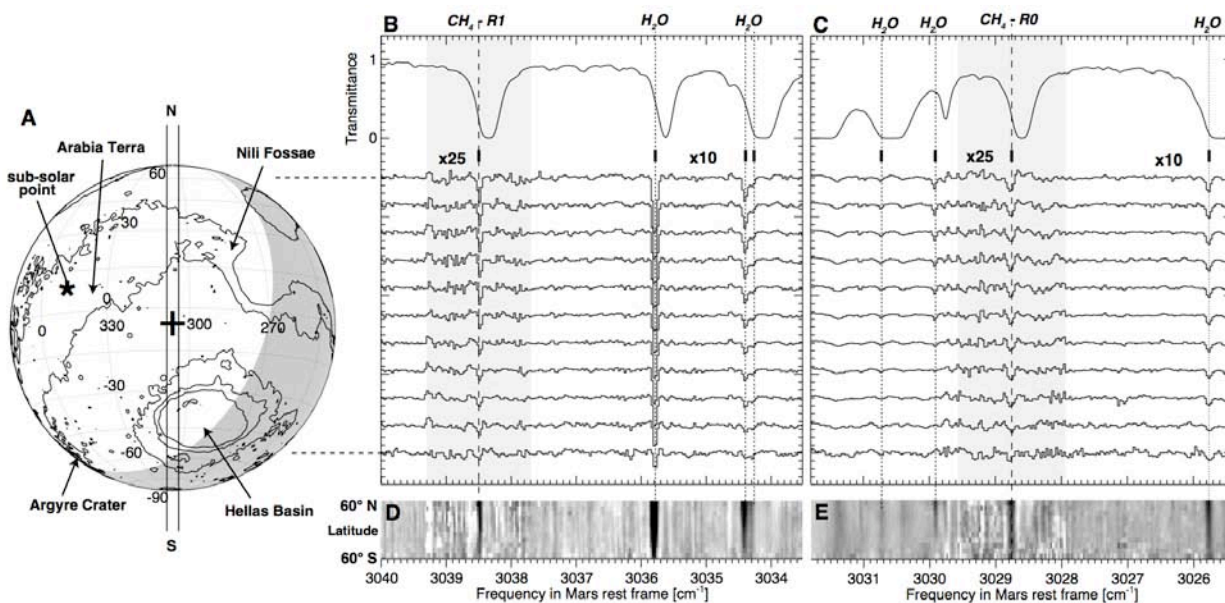 CH₄ - R1
H₂O
H₂O
H₂O
H₂O
CH₄ - R0
H₂O
A
N
Arabia Terra
Nili Fossae
sub-solar
point
60
30
0
0
330
300
270
-30
-60
-90
Argyre Crater
Hellas Basin
S
B
Transmittance
1
0
x25
x10
C
x25
x10
D
60° N
Latitude
60° S
3040
3039
3038
3037
3036
3035
3034
Frequency in Mars rest frame [cm⁻¹]
E
3031
3030
3029
3028
3027
3026
Frequency in Mars rest frame [cm⁻¹]